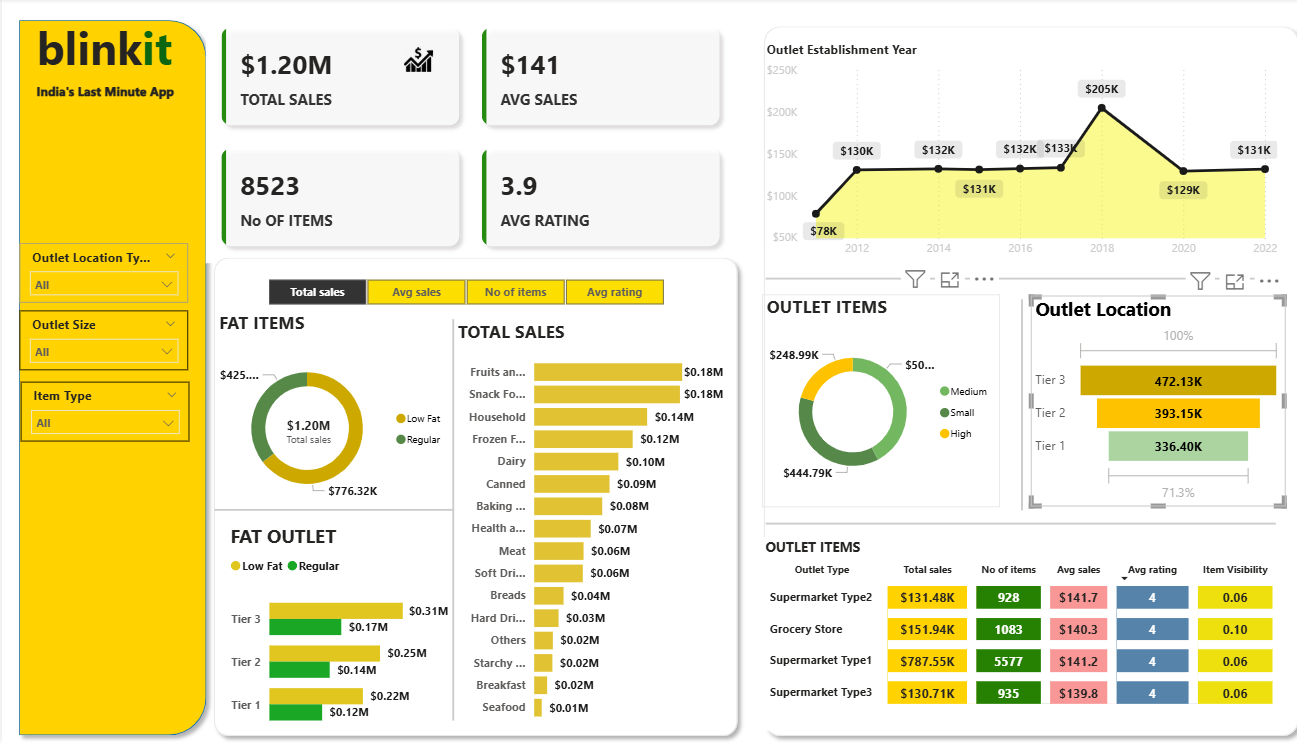 blinkit
India's Last Minute App
Outlet Location Ty...
All
Outlet Size
All
Item Type
All
$1.20M
TOTAL SALES
$141
AVG SALES
8523
No OF ITEMS
3.9
AVG RATING
Total sales
Avg sales
No of items
Avg rating
FAT ITEMS
$425....
$1.20M
Total sales
$776.32K
Low Fat
Regular
FAT OUTLET
Low Fat Regular
Tier 3 $0.31M
$0.17M
Tier 2 $0.25M
$0.14M
Tier 1 $0.22M
$0.12M
TOTAL SALES
Fruits an... $0.18M
Snack Fo... $0.18M
Household $0.14M
Frozen F... $0.12M
Dairy $0.10M
Canned $0.09M
Baking ... $0.08M
Health a... $0.07M
Meat $0.06M
Soft Dri... $0.06M
Breads $0.04M
Hard Dri... $0.03M
Others $0.02M
Starchy ... $0.02M
Breakfast $0.02M
Seafood $0.01M
Outlet Establishment Year
$250K
$200K
$150K
$100K
$50K
$78K
$130K
$132K
$131K
$132K
$133K
$205K
$129K
$131K
2012 2014 2016 2018 2020 2022
OUTLET ITEMS
$248.99K
$50...
$444.79K
Medium
Small
High
Outlet Location
100%
Tier 3 472.13K
Tier 2 393.15K
Tier 1 336.40K
71.3%
OUTLET ITEMS
Outlet Type Total sales No of items Avg sales Avg rating Item Visibility
Supermarket Type2 $131.48K 928 $141.7 4 0.06
Grocery Store $151.94K 1083 $140.3 4 0.10
Supermarket Type1 $787.55K 5577 $141.2 4 0.06
Supermarket Type3 $130.71K 935 $139.8 4 0.06